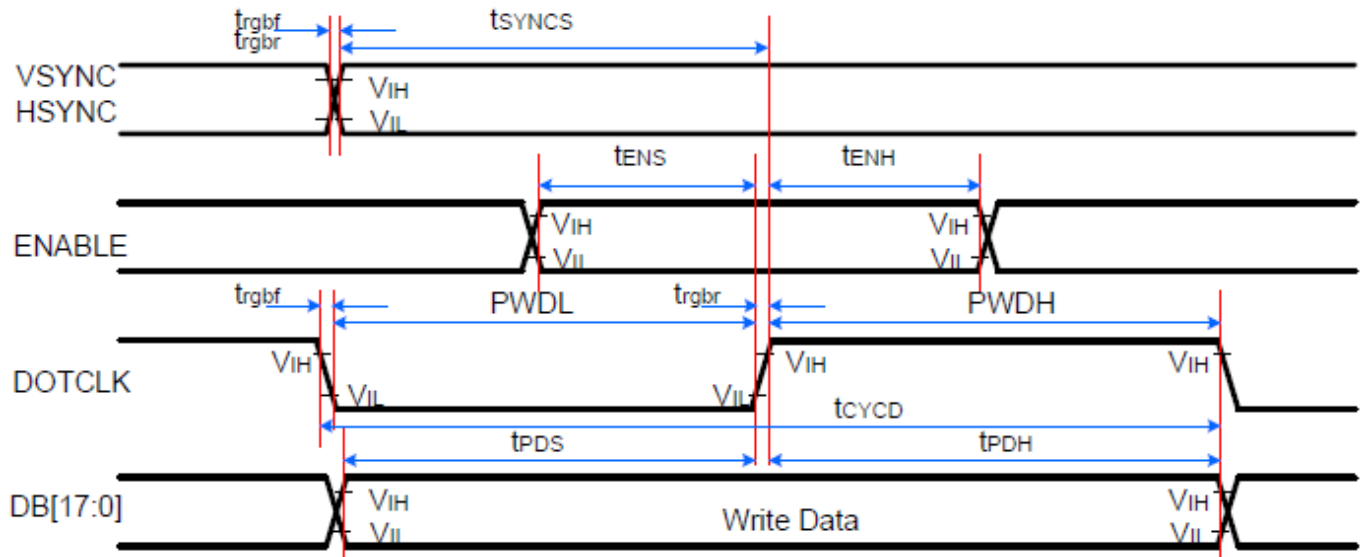 trgbf
trgbr
tSYNCS
VSYNC
HSYNC
VIH
VIL
tENS
tENH
ENABLE
VIH
VIL
VIH
VIL
trgbf
PWDL
trgbr
PWDH
DOTCLK
VIH
VIL
VIL
VIH
VIH
tCYCD
tPDS
tPDH
DB[17:0]
VIH
VIL
Write Data
VIH
VIL